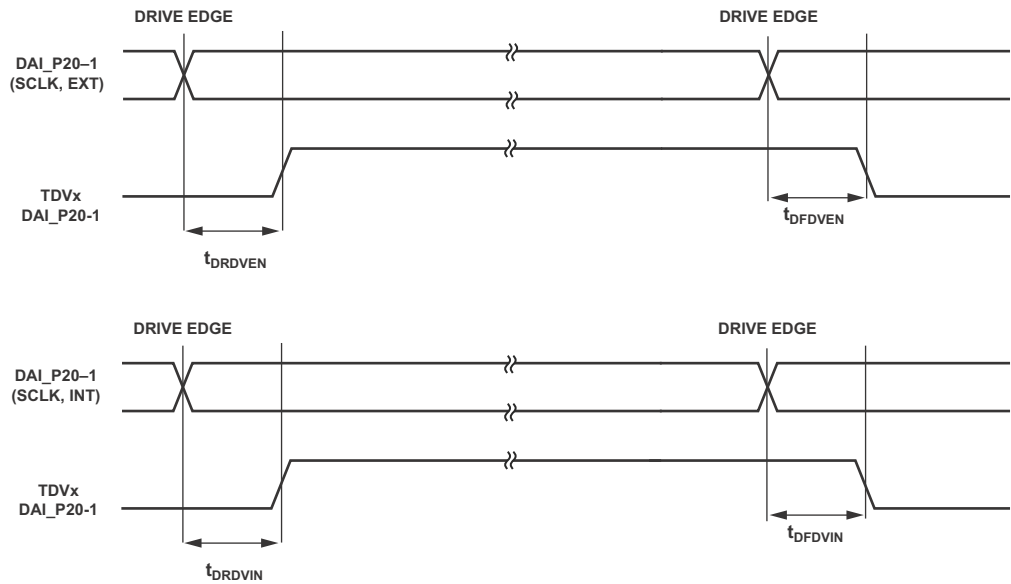 DRIVE EDGE
DRIVE EDGE
DAI_P20–1
(SCLK, EXT)
TDVx
DAI_P20-1
tDFDVEN
tDRDVEN
DRIVE EDGE
DRIVE EDGE
DAI_P20–1
(SCLK, INT)
TDVx
DAI_P20-1
tDFDVIN
tDRDVIN